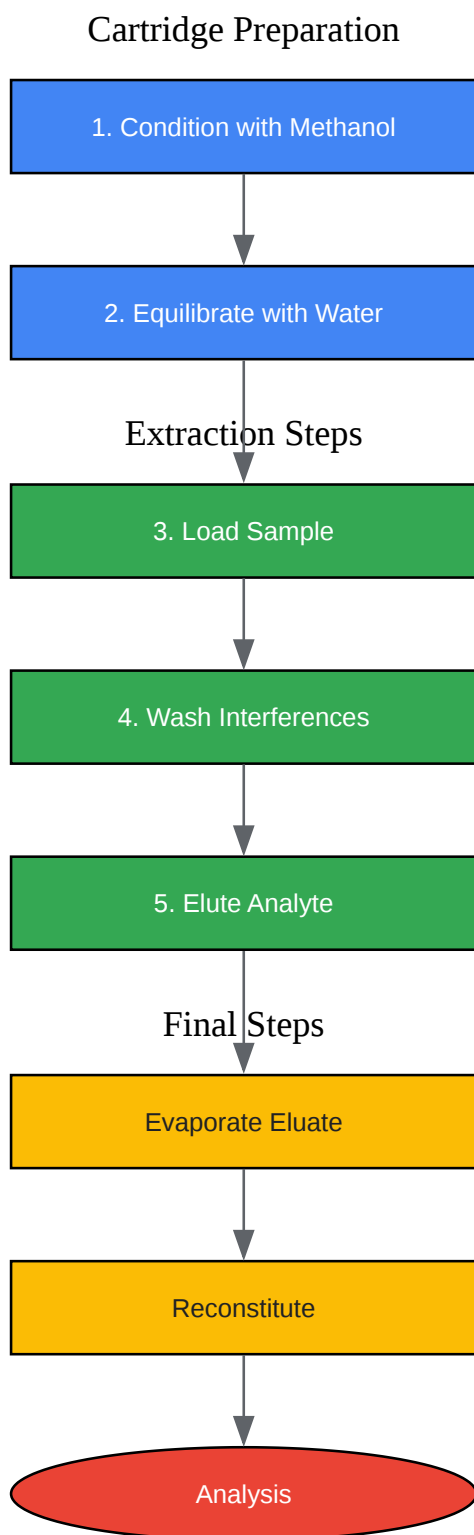 Cartridge Preparation
1. Condition with Methanol
2. Equilibrate with Water
Extraction Steps
3. Load Sample
4. Wash Interferences
5. Elute Analyte
Final Steps
Evaporate Eluate
Reconstitute
Analysis